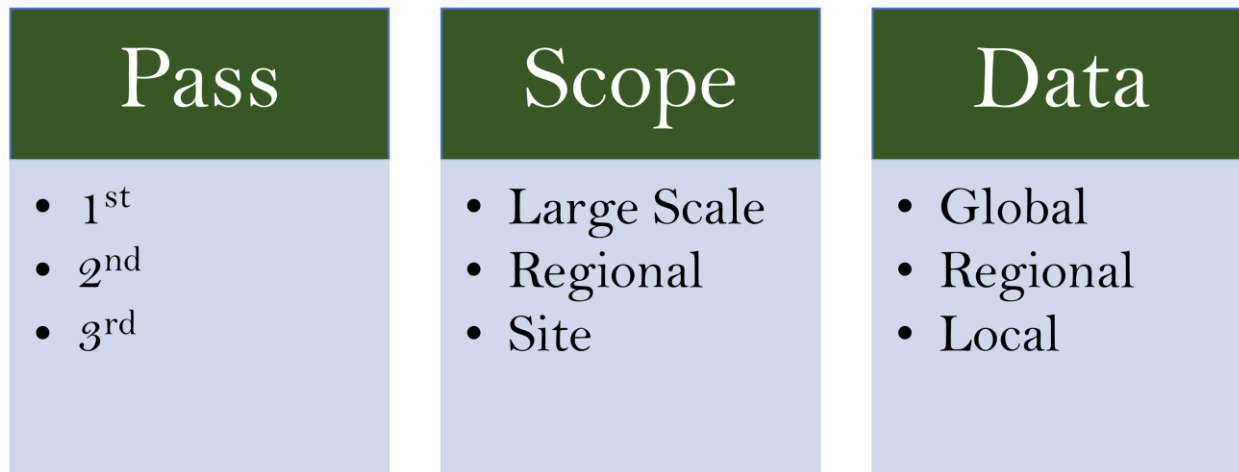 Pass
• 1st
• 2nd
• 3rd
Scope
• Large Scale
• Regional
• Site
Data
• Global
• Regional
• Local